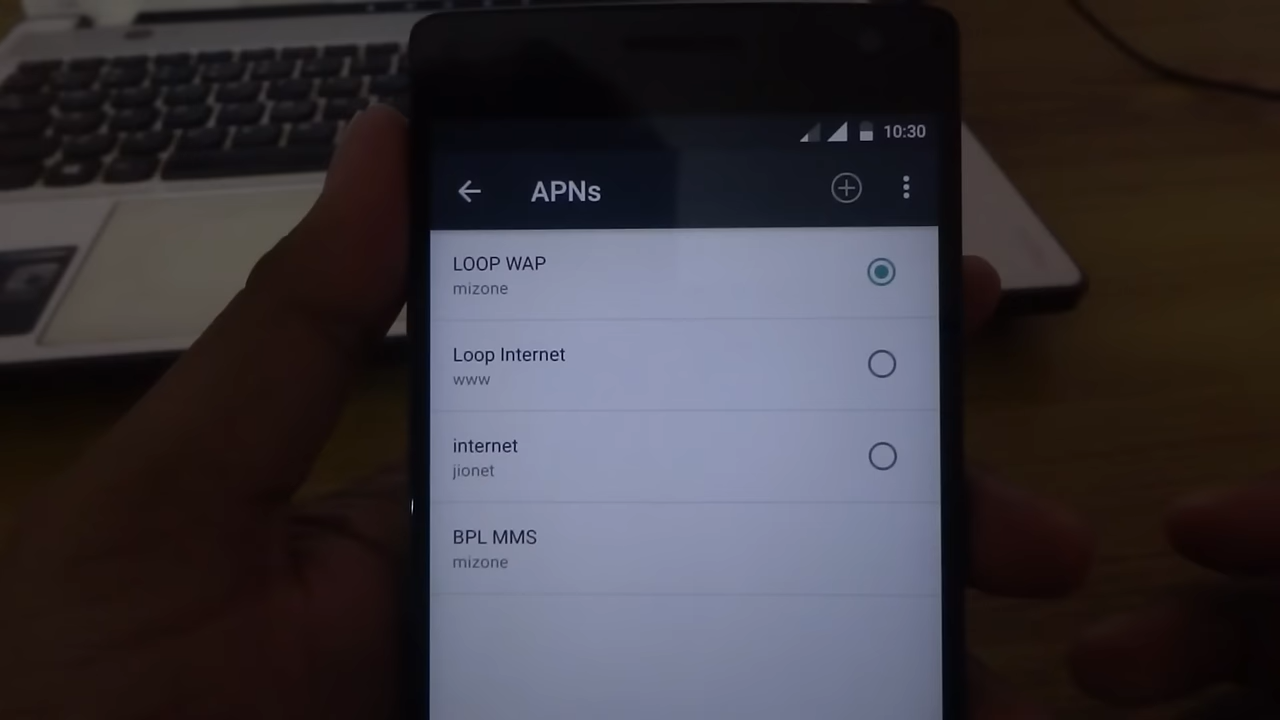 10:30
APNs
LOOP WAP
mizone
Loop Internet
www
internet
jionet
BPL MMS
mizone